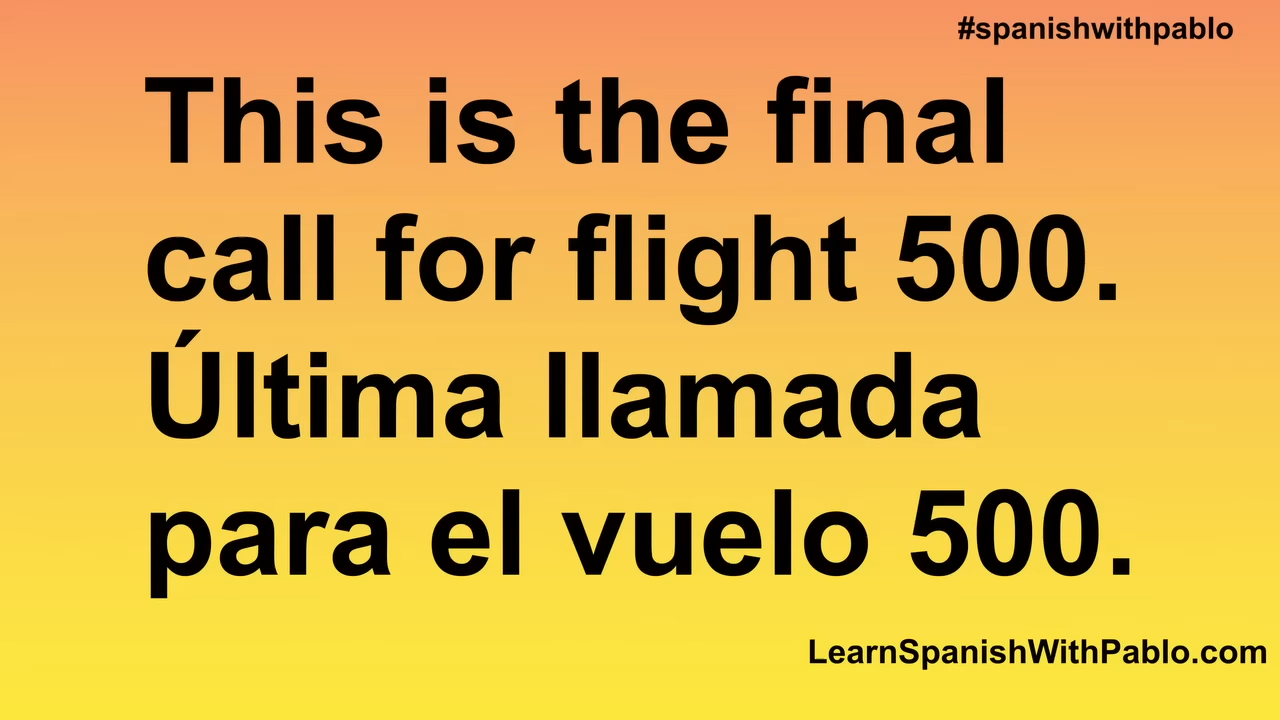 #spanishwithpablo
This is the final
call for flight 500.
Última llamada
para el vuelo 500.
LearnSpanishWithPablo.com